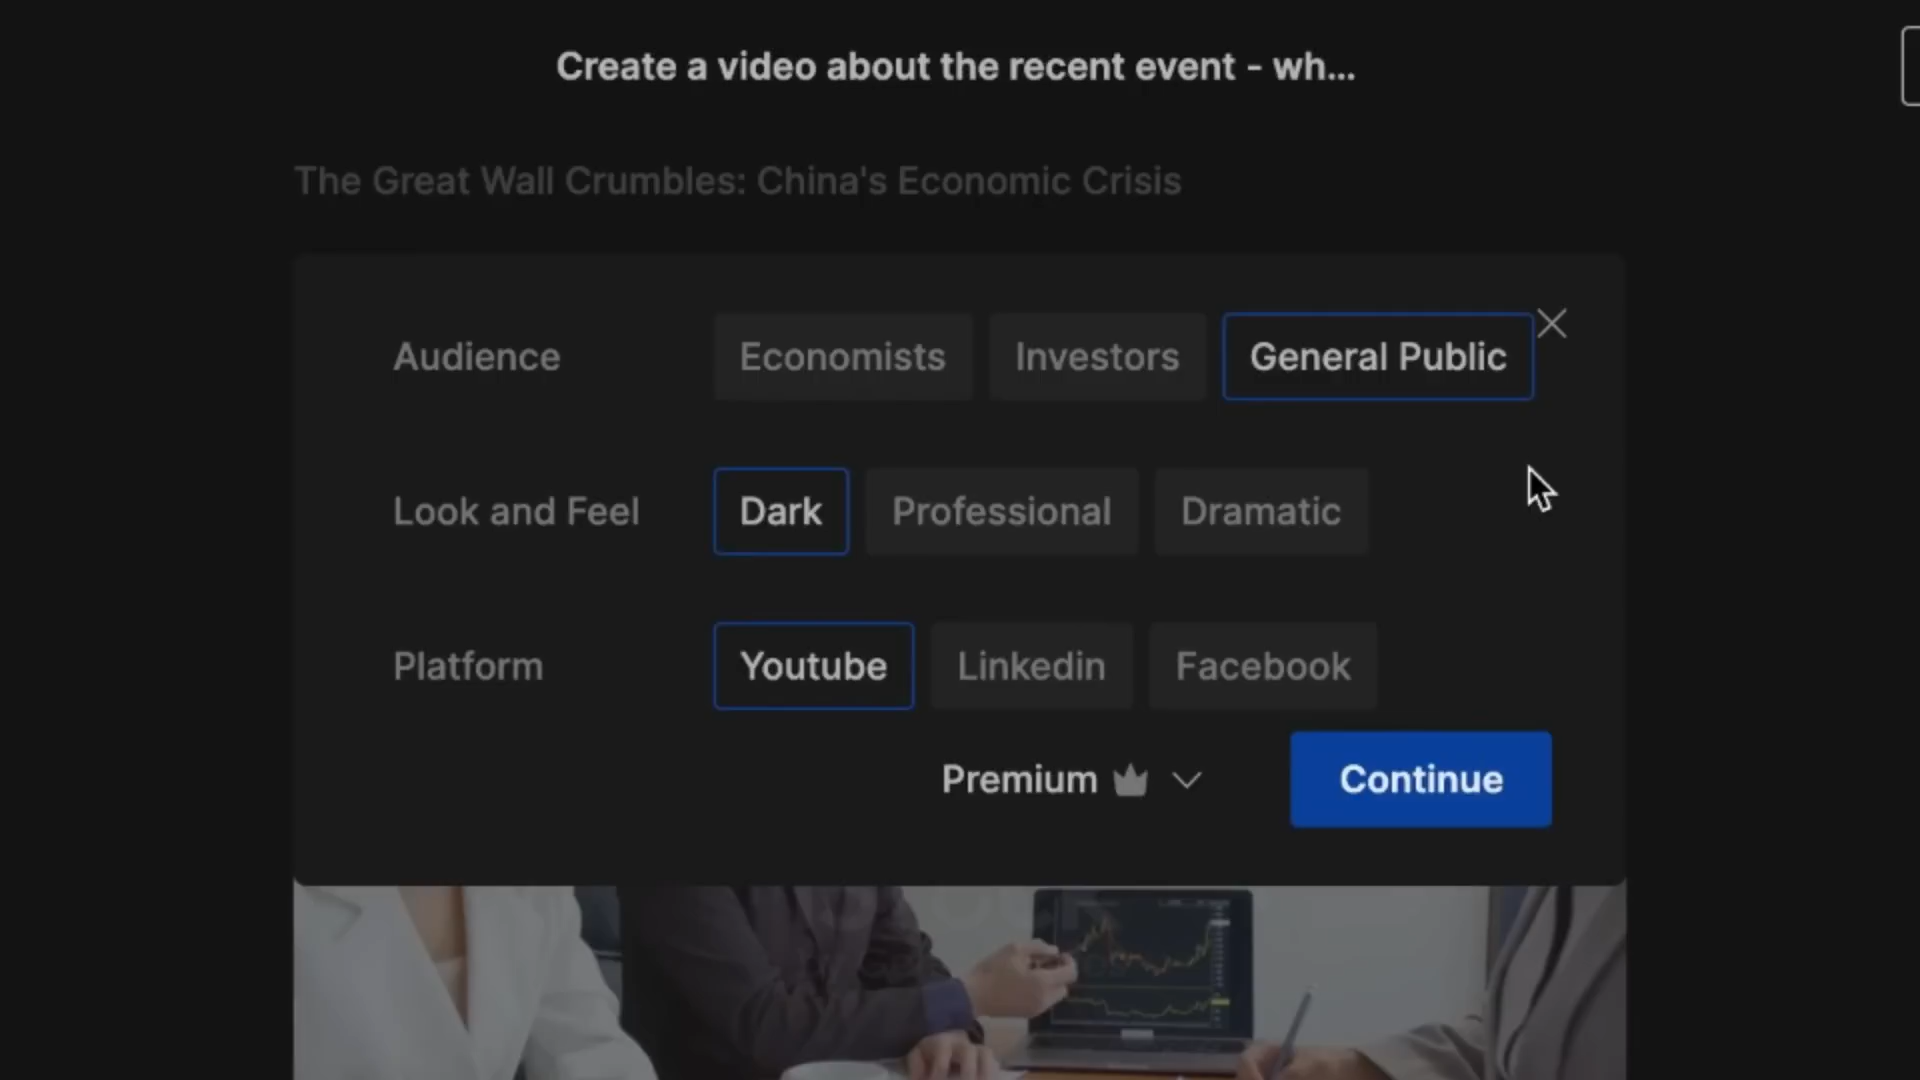 Create a video about the recent event - wh...
The Great Wall Crumbles: China's Economic Crisis
Audience Economists Investors General Public
Look and Feel Dark Professional Dramatic
Platform Youtube Linkedin Facebook
Premium Continue